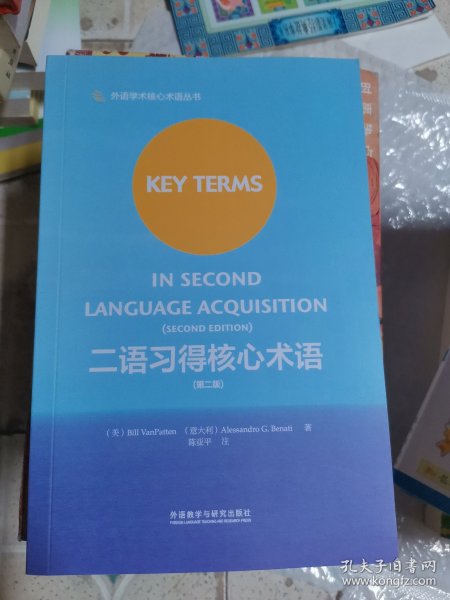 外语学术核心术语丛书
KEY TERMS
IN SECOND
LANGUAGE ACQUISITION
(SECOND EDITION)
二语习得核心术语
(第二版)
(美) Bill VanPatten (意大利) Alessandro G. Benati 著
陈亚平 注
外语教学与研究出版社
FOREIGN LANGUAGE TEACHING AND RESEARCH PRESS
孔夫子旧书网
www.kongfz.com